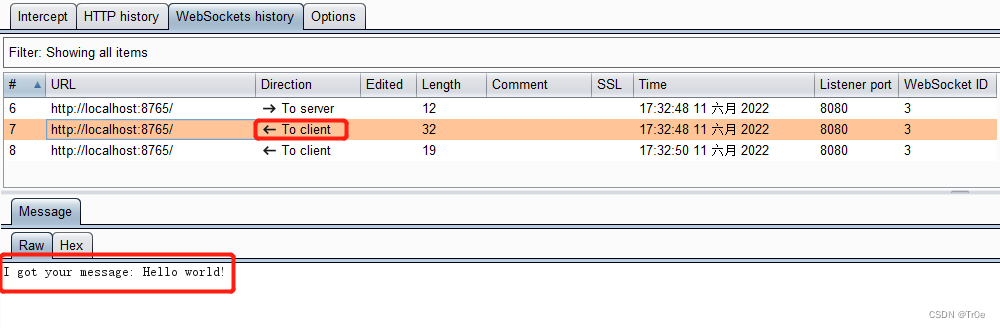 Intercept HTTP history WebSockets history Options
Filter: Showing all items
# URL Direction Edited Length Comment SSL Time Listener port WebSocket ID
6 http://localhost:8765/ → To server 12 17:32:48 11 六月 2022 8080 3
7 http://localhost:8765/ ← To client 32 17:32:48 11 六月 2022 8080 3
8 http://localhost:8765/ ← To client 19 17:32:50 11 六月 2022 8080 3
Message
Raw Hex
I got your message: Hello world!
CSDN @Tr0e